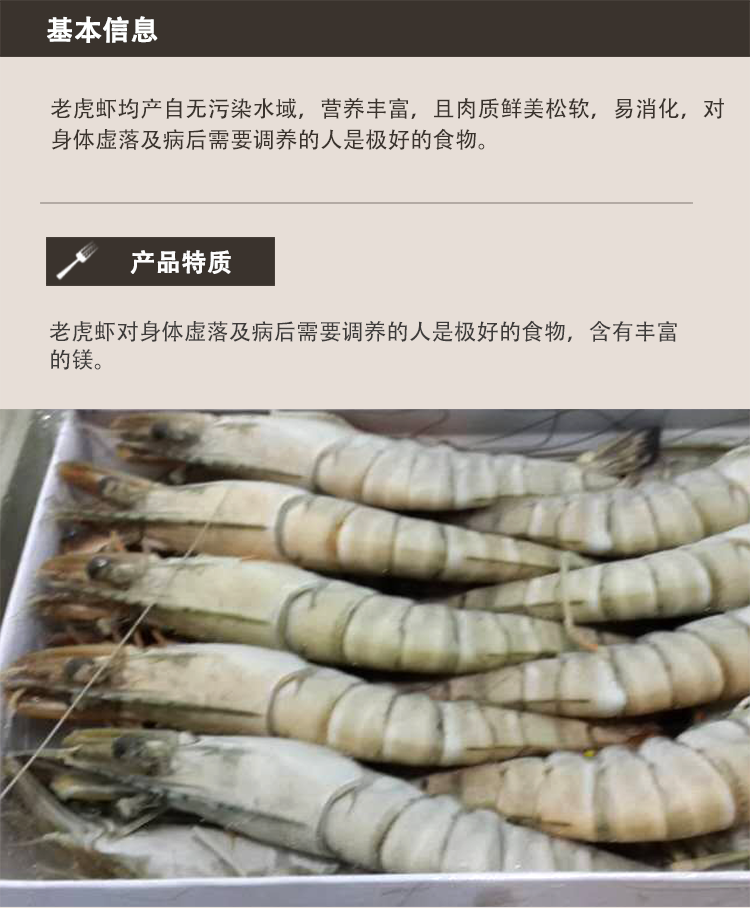 基本信息
老虎虾均产自无污染水域，营养丰富，且肉质鲜美松软，易消化，对
身体虚落及病后需要调养的人是极好的食物。
产品特质
老虎虾对身体虚落及病后需要调养的人是极好的食物，含有丰富
的镁。